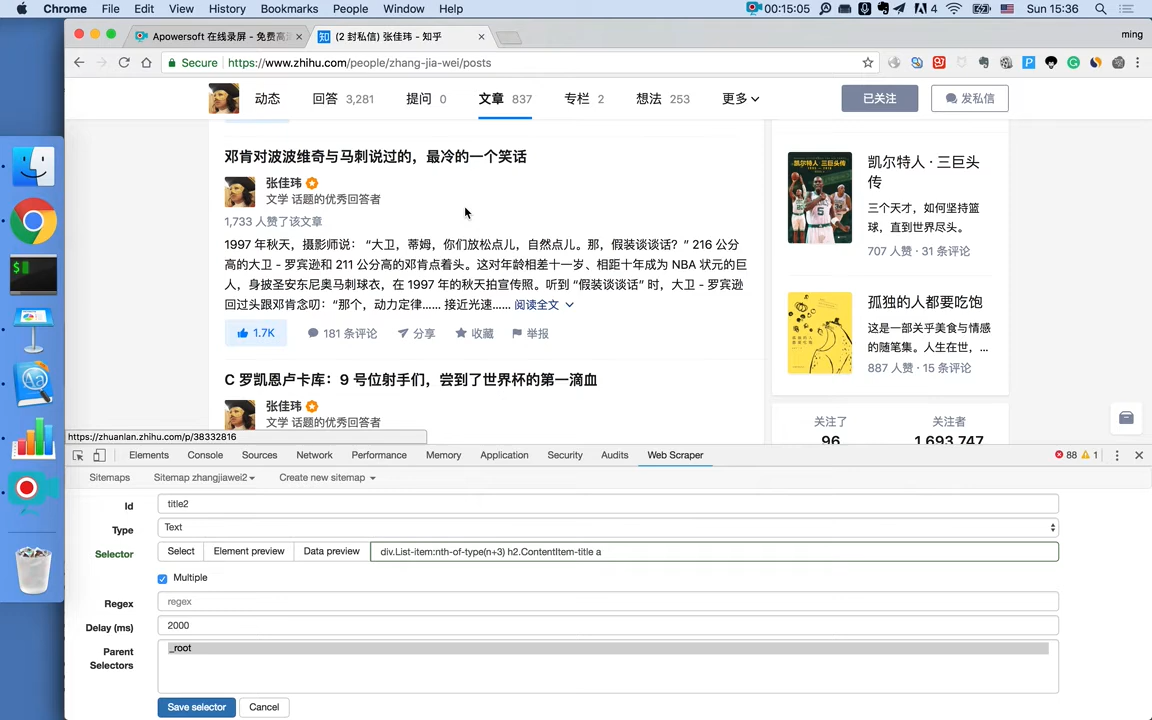 Chrome File Edit View History Bookmarks People Window Help 00:15:05 4 Sun 15:36
Apowersoft 在线录屏 - 免费高清
(2 封私信) 张佳玮 - 知乎
ming
Secure https://www.zhihu.com/people/zhang-jia-wei/posts
动态 回答 3,281 提问 0 文章 837 专栏 2 想法 253 更多
已关注 发私信
邓肯对波波维奇与马刺说过的，最冷的一个笑话
张佳玮
文学 话题的优秀回答者
1,733 人赞了该文章
1997 年秋天，摄影师说： “大卫，蒂姆，你们放松点儿，自然点儿。那，假装谈谈话？” 216 公分
高的大卫 - 罗宾逊和 211 公分高的邓肯点着头。这对年龄相差十一岁、相距十年成为 NBA 状元的巨
人，身披圣安东尼奥马刺球衣，在 1997 年的秋天拍宣传照。听到 “假装谈谈话” 时，大卫 - 罗宾逊
回过头跟邓肯念叨：“那个，动力定律…… 接近光速…… 阅读全文
1.7K 181 条评论 分享 收藏 举报
C 罗凯恩卢卡库：9 号位射手们，尝到了世界杯的第一滴血
张佳玮
文学 话题的优秀回答者
凯尔特人 · 三巨头
传
三个天才，如何坚持篮
球，直到世界尽头。
707 人赞 · 31 条评论
孤独的人都要吃饱
这是一部关乎美食与情感
的随笔集。人生在世，...
887 人赞 · 15 条评论
关注了 关注者
96 1,693,747
https://zhuanlan.zhihu.com/p/38332816
Elements Console Sources Network Performance Memory Application Security Audits Web Scraper 88 1
Sitemaps Sitemap zhangjiawei2 Create new sitemap
Id title2
Type Text
Selector Select Element preview Data preview div.List-item:nth-of-type(n+3) h2.ContentItem-title a
Multiple
Regex regex
Delay (ms) 2000
Parent Selectors _root
Save selector Cancel